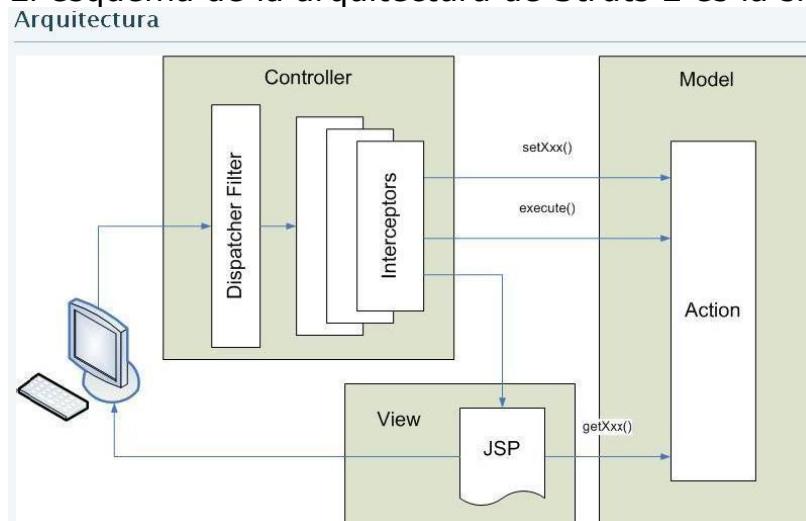 Arquitectura
Controller
Model
Dispatcher Filter
Interceptors
setXxx()
execute()
Action
View
JSP
getXxx()